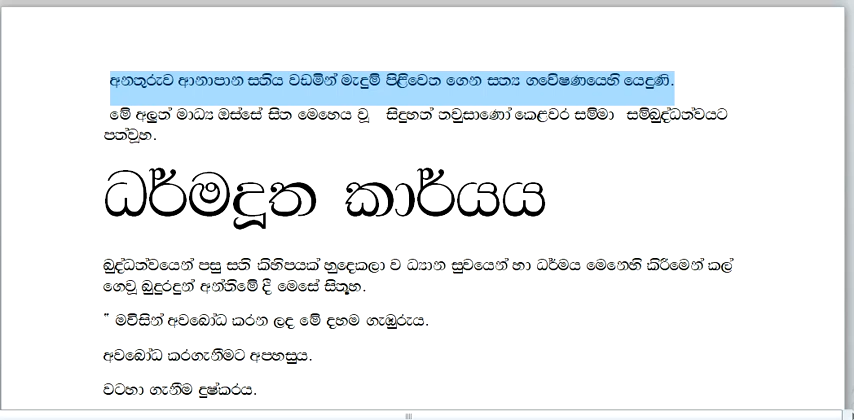 අනතුරුව ආනාපාන සතිය වඩමින් මැදුම් පිළිවෙත ගෙන සත්‍ය ගවේෂණයෙහි යෙදුණි.
මේ අලුත් මාධ්‍ය ඔස්සේ සිත මෙහෙය වූ සිදුහත් තවුසාණෝ කෙළවර සම්මා සම්බුද්ධත්වයට
පත්වූහ.
ධර්මදූත කාර්යය
බුද්ධත්වයෙන් පසු සති කිහිපයක් හුදෙකලා ව ධ්‍යාන සුවයෙන් හා ධර්මය මෙනෙහි කිරිමෙන් කල්
ගෙවූ බුදුරදුන් අන්තිමේ දී මෙසේ සිතූහ.
" මවිසින් අවබෝධ කරන ලද මේ දහම ගැඹුරුය.
අවබෝධ කරගැනීමට අපහසුය.
වටහා ගැනීම දුෂ්කරය.